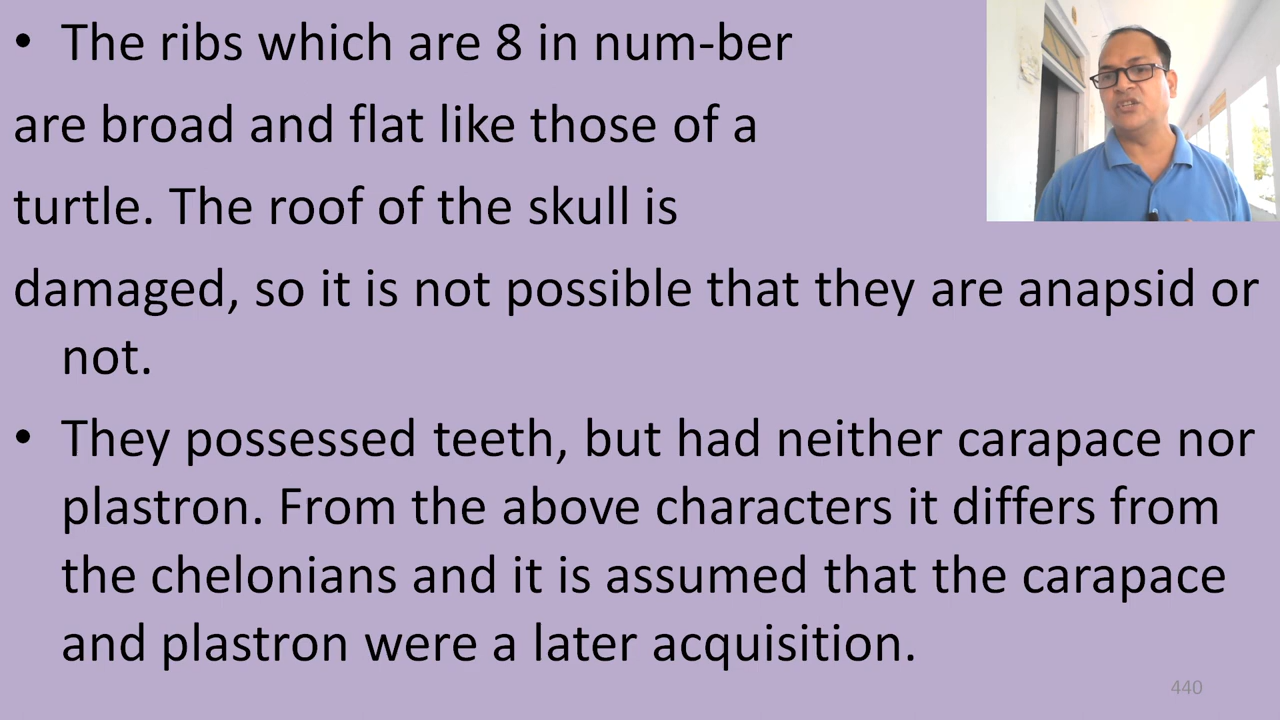 • The ribs which are 8 in num-ber
are broad and flat like those of a
turtle. The roof of the skull is
damaged, so it is not possible that they are anapsid or
not.
• They possessed teeth, but had neither carapace nor
plastron. From the above characters it differs from
the chelonians and it is assumed that the carapace
and plastron were a later acquisition.
440